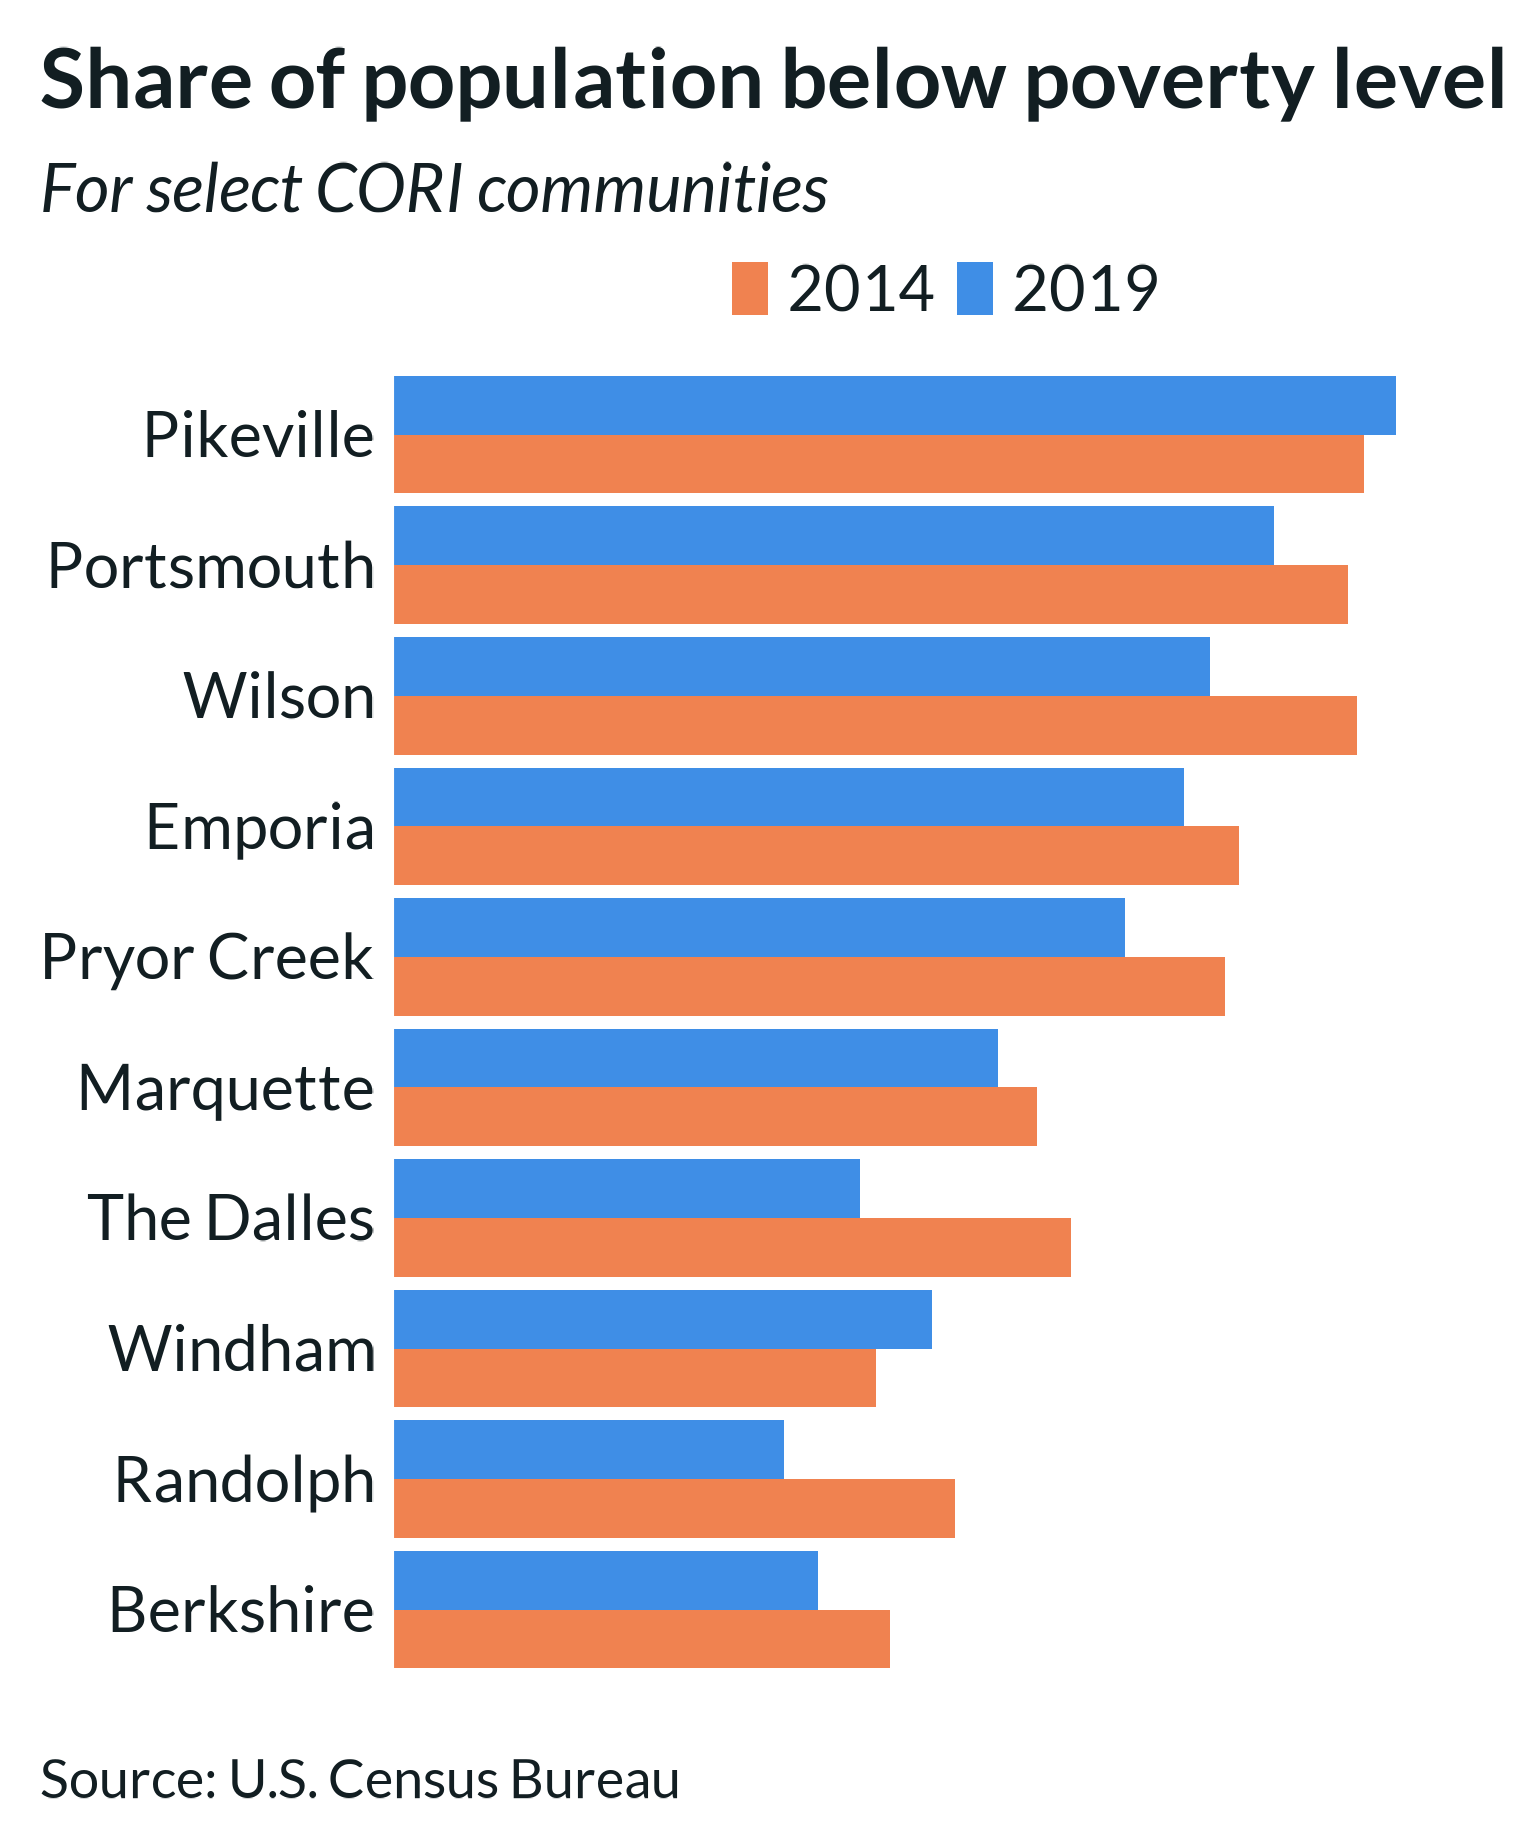 Share of population below poverty level
For select CORI communities
2014 2019
Pikeville
Portsmouth
Wilson
Emporia
Pryor Creek
Marquette
The Dalles
Windham
Randolph
Berkshire
Source: U.S. Census Bureau